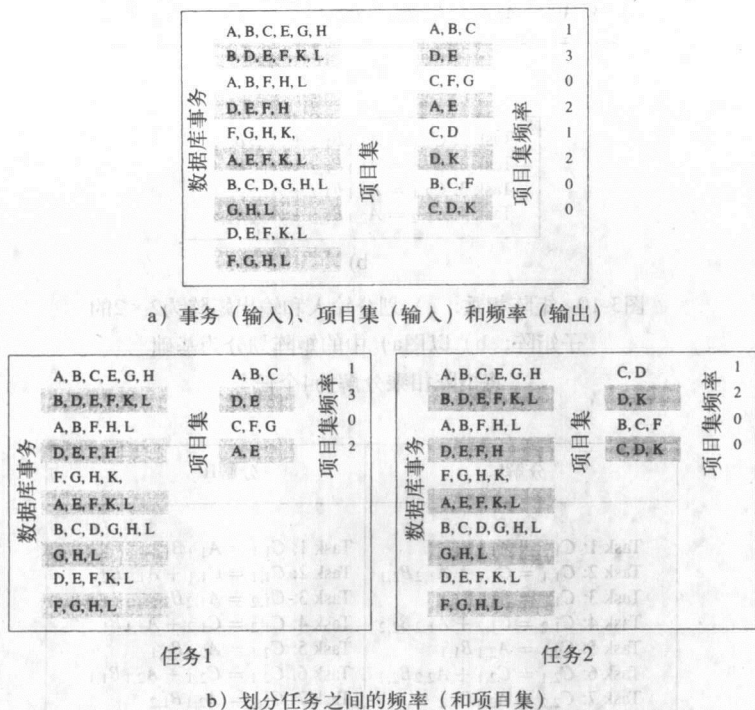 A, B, C, E, G, H A, B, C 1
B, D, E, F, K, L D, E 3
A, B, F, H, L C, F, G 0
D, E, F, H A, E 2
F, G, H, K, C, D 1
A, E, F, K, L D, K 2
B, C, D, G, H, L B, C, F 0
G, H, L C, D, K 0
D, E, F, K, L
F, G, H, L
数据库事务
项目集
项目集频率
a) 事务（输入）、项目集（输入）和频率（输出）
A, B, C, E, G, H A, B, C 1
B, D, E, F, K, L D, E 3
A, B, F, H, L C, F, G 0
D, E, F, H A, E 2
F, G, H, K,
A, E, F, K, L
B, C, D, G, H, L
G, H, L
D, E, F, K, L
F, G, H, L
数据库事务
项目集
项目集频率
任务1
A, B, C, E, G, H C, D 1
B, D, E, F, K, L D, K 2
A, B, F, H, L B, C, F 0
D, E, F, H C, D, K 0
F, G, H, K,
A, E, F, K, L
B, C, D, G, H, L
G, H, L
D, E, F, K, L
F, G, H, L
数据库事务
项目集
项目集频率
任务2
b) 划分任务之间的频率（和项目集）